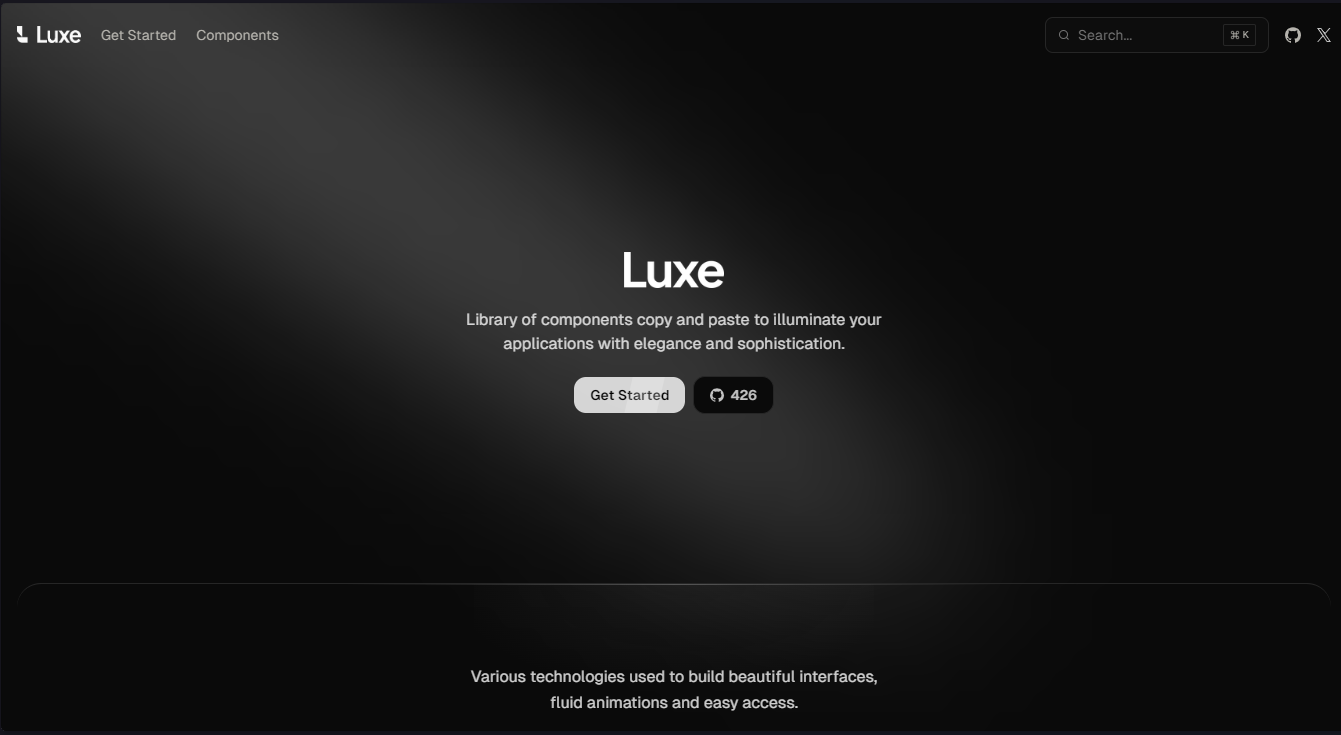 Luxe Get Started Components Search... ⌘ K
Luxe
Library of components copy and paste to illuminate your
applications with elegance and sophistication.
Get Started 426
Various technologies used to build beautiful interfaces,
fluid animations and easy access.